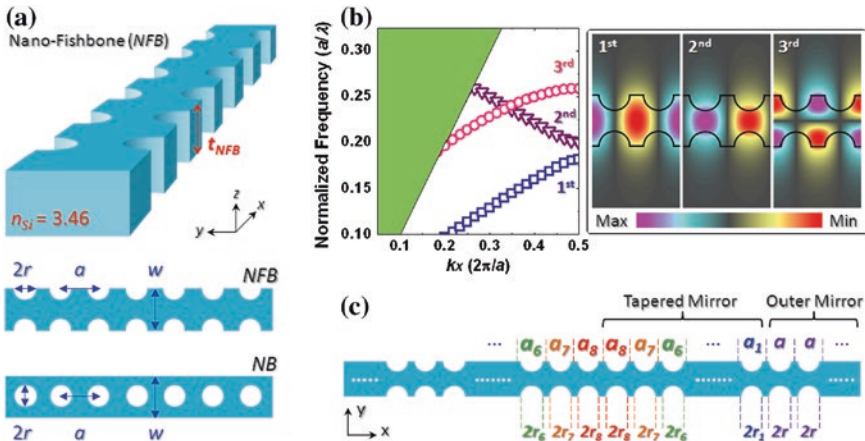 (a)
Nano-Fishbone (NFB)
t_NFB
n_Si = 3.46
z
x
y
2r a w NFB
NB
2r a w
(b)
Normalized Frequency (a/λ)
0.30
0.25
0.20
0.15
0.10
0.1 0.2 0.3 0.4 0.5
kx (2π/a)
3rd
2nd
1st
1st 2nd 3rd
Max Min
(c)
Tapered Mirror Outer Mirror
... a6 a7 a8 a8 a7 a6 ... a1 a a ...
2r6 2r7 2r8 2r8 2r7 2r6 2r1 2r 2r
y
x